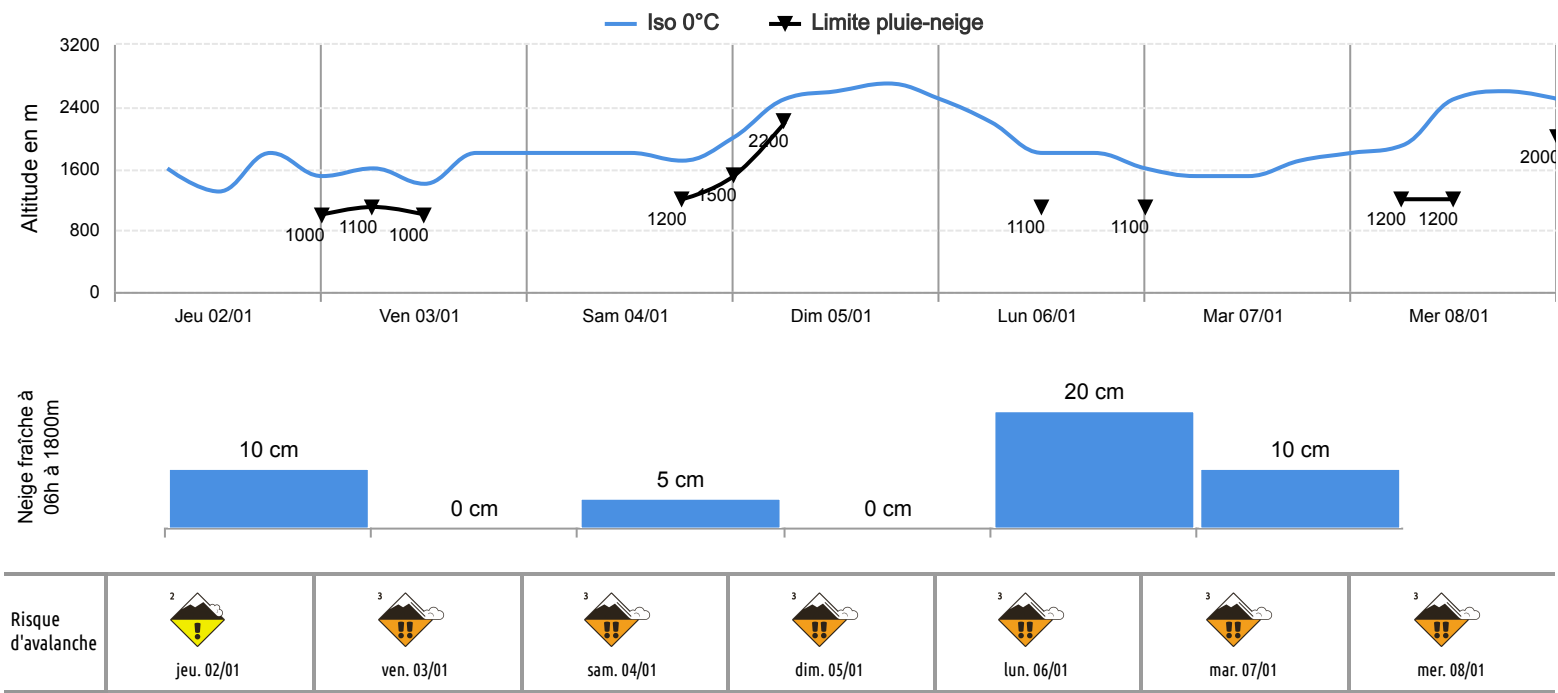 Iso 0°C Limite pluie-neige
Altitude en m
3200
2400
1600
800
0
2200
1500
1200
1000 1100 1000
1100 1100
1200 1200
2000
Jeu 02/01 Ven 03/01 Sam 04/01 Dim 05/01 Lun 06/01 Mar 07/01 Mer 08/01
Neige fraîche à
06h à 1800m
10 cm 0 cm 5 cm 0 cm 20 cm 10 cm
Risque
d'avalanche
2 3 3 3 3 3 3
! !! !! !! !! !! !!
jeu. 02/01 ven. 03/01 sam. 04/01 dim. 05/01 lun. 06/01 mar. 07/01 mer. 08/01